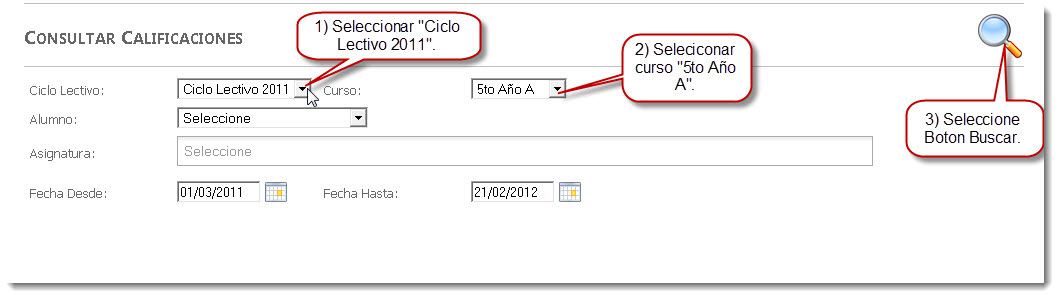 1) Seleccionar "Ciclo
Lectivo 2011".
CONSULTAR CALIFICACIONES
2) Seleciconar
curso "5to Año
A".
Ciclo Lectivo: Ciclo Lectivo 2011 Curso: 5to Año A
3) Seleccione
Boton Buscar.
Alumno: Seleccione
Asignatura: Seleccione
Fecha Desde: 01/03/2011 Fecha Hasta: 21/02/2012